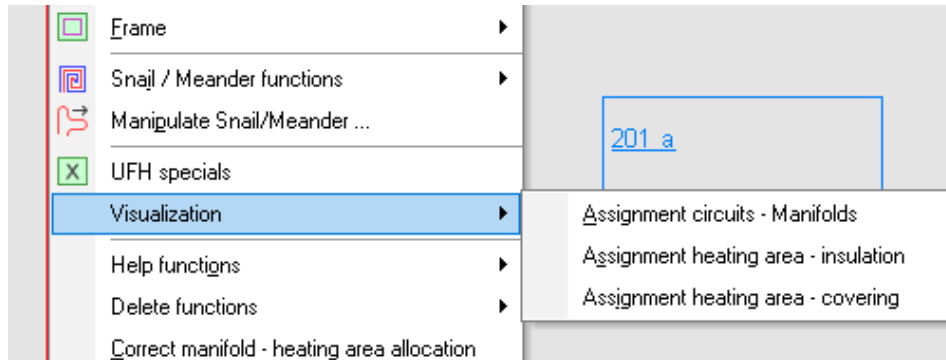 Frame
Snail / Meander functions
Manipulate Snail/Meander ...
201 a
UFH specials
Visualization
Assignment circuits - Manifolds
Assignment heating area - insulation
Assignment heating area - covering
Help functions
Delete functions
Correct manifold - heating area allocation